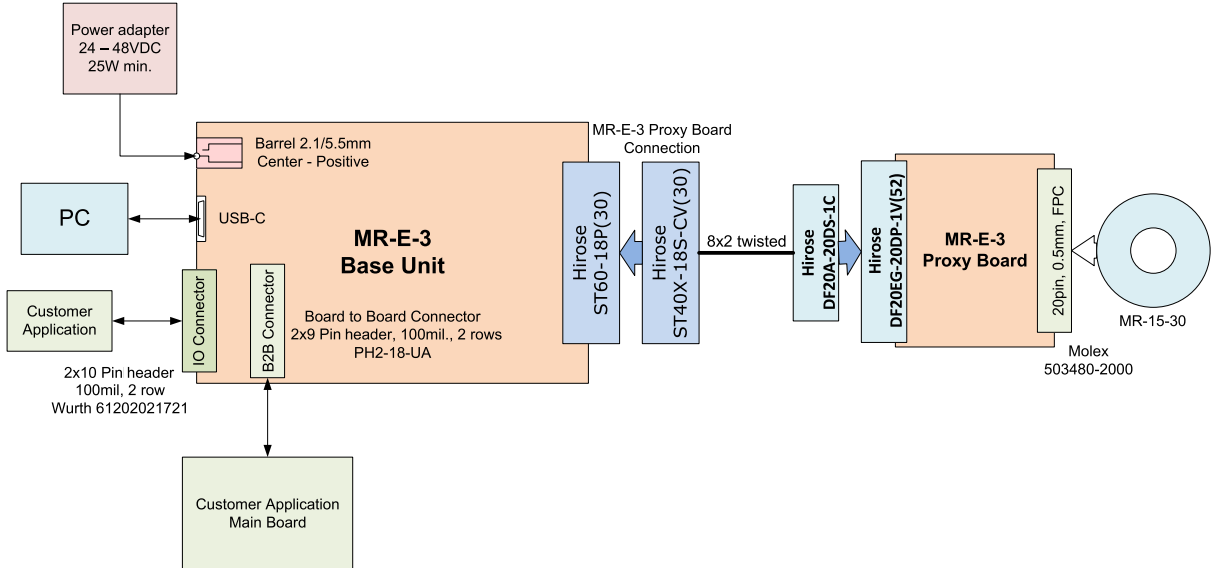 Power adapter
24 – 48VDC
25W min.
Barrel 2.1/5.5mm
Center - Positive
PC
USB-C
MR-E-3
Base Unit
Customer
Application
IO Connector
2x10 Pin header
100mil, 2 row
Wurth 61202021721
B2B Connector
Board to Board Connector
2x9 Pin header, 100mil., 2 rows
PH2-18-UA
Customer Application
Main Board
MR-E-3 Proxy Board
Connection
Hirose
ST60-18P(30)
Hirose
ST40X-18S-CV(30)
8x2 twisted
Hirose
DF20A-20DS-1C
Hirose
DF20EG-20DP-1V(52)
MR-E-3
Proxy Board
20pin, 0.5mm, FPC
Molex
503480-2000
MR-15-30